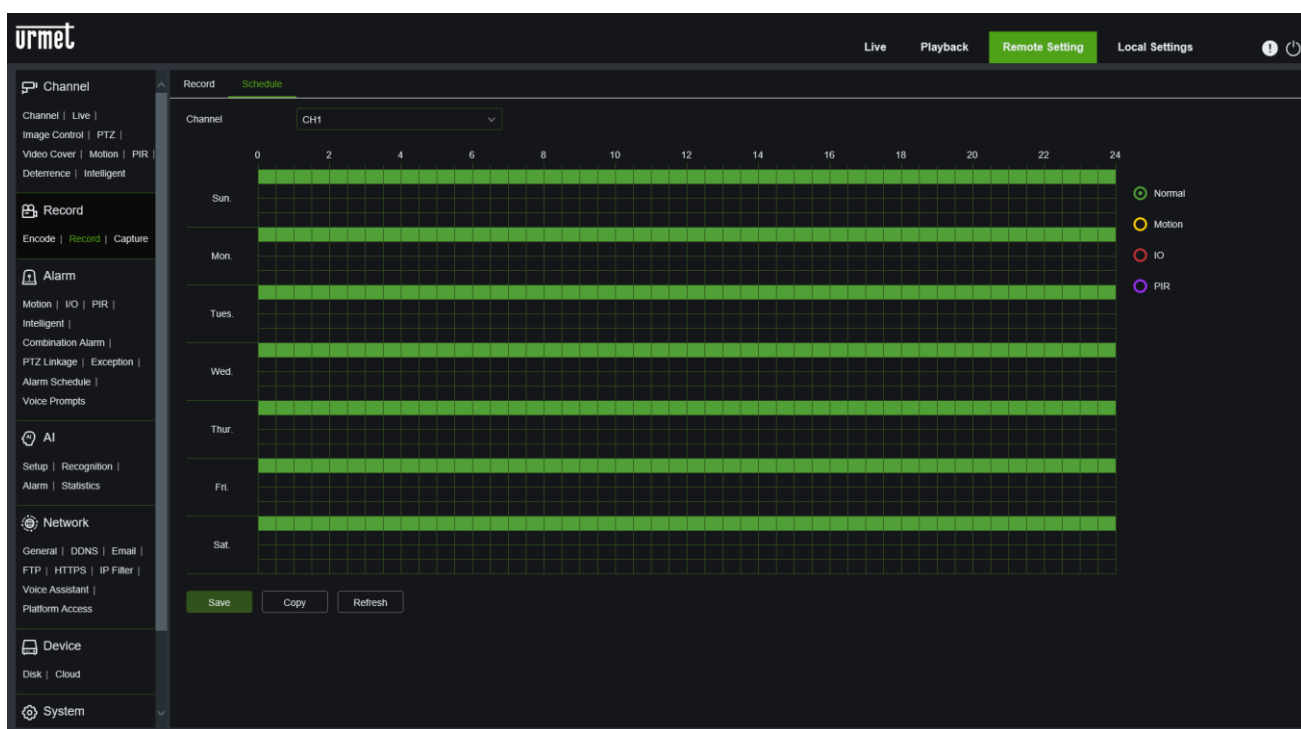 urmet
Live Playback Remote Setting Local Settings
Channel
Channel | Live |
Image Control | PTZ |
Video Cover | Motion | PIR |
Deterrence | Intelligent
Record
Encode | Record | Capture
Alarm
Motion | I/O | PIR |
Intelligent |
Combination Alarm |
PTZ Linkage | Exception |
Alarm Schedule |
Voice Prompts
AI
Setup | Recognition |
Alarm | Statistics
Network
General | DDNS | Email |
FTP | HTTPS | IP Filter |
Voice Assistant |
Platform Access
Device
Disk | Cloud
System
Record Schedule
Channel CH1
0 2 4 6 8 10 12 14 16 18 20 22 24
Sun.
Mon.
Tues.
Wed.
Thur.
Fri.
Sat.
Normal
Motion
IO
PIR
Save Copy Refresh